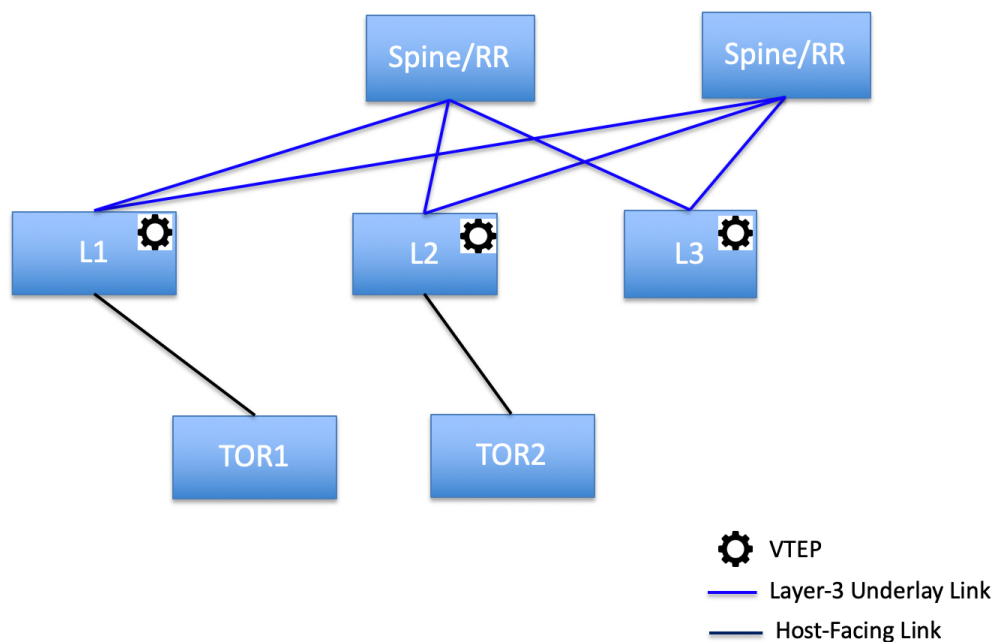 Spine/RR
Spine/RR
L1
L2
L3
TOR1
TOR2
VTEP
Layer-3 Underlay Link
Host-Facing Link